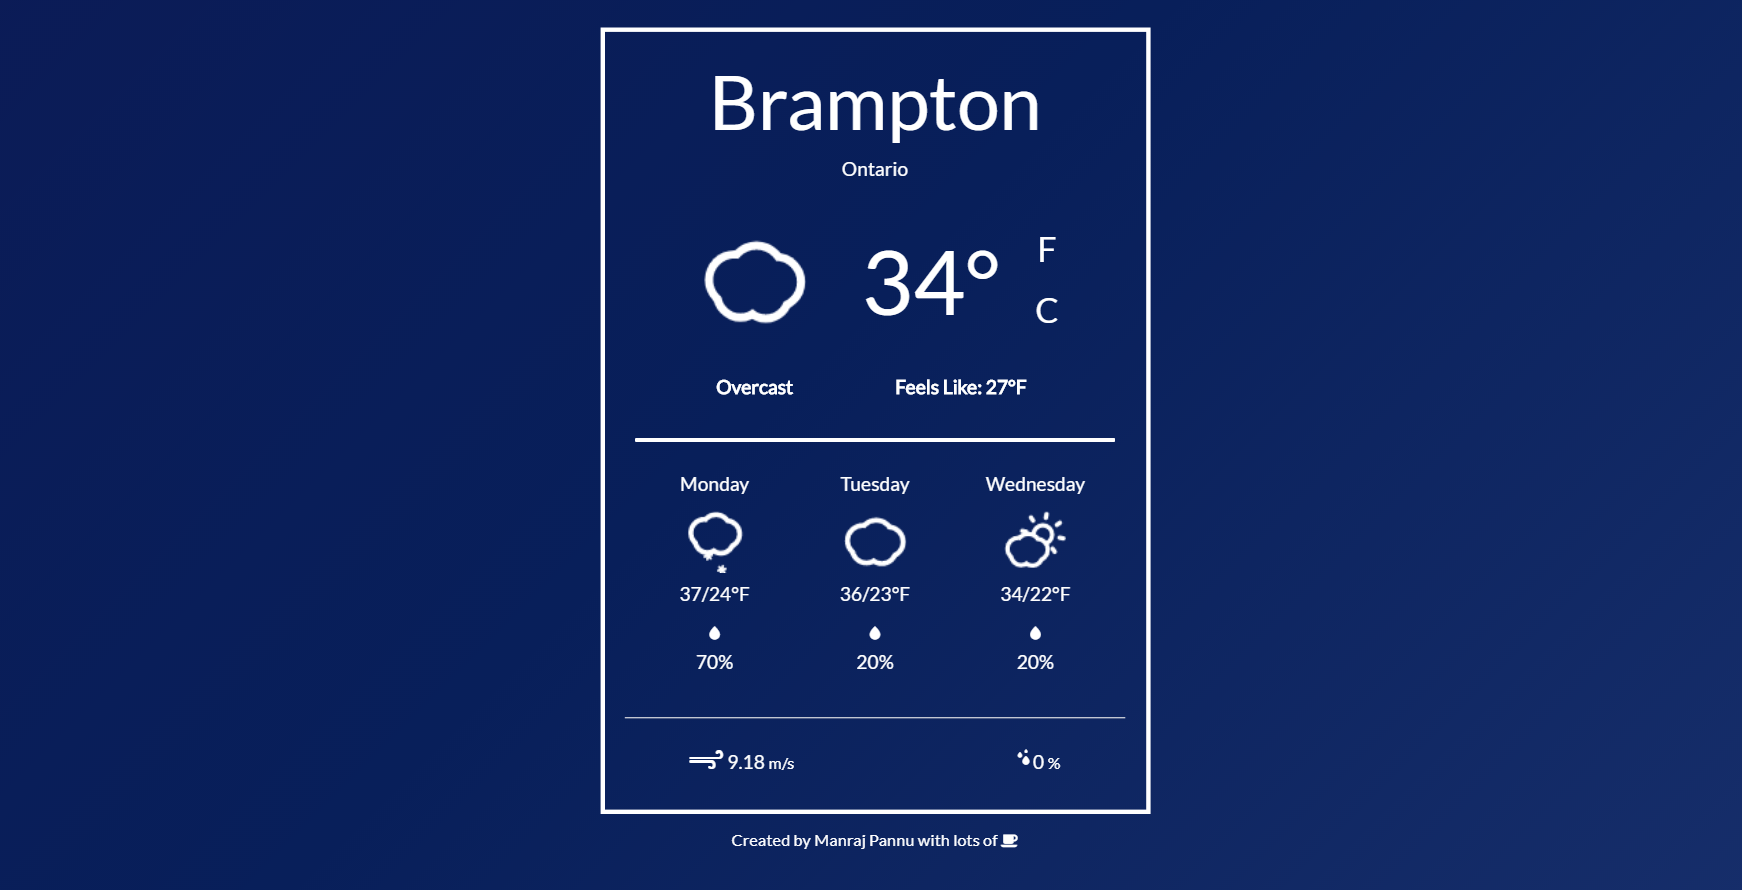 Brampton
Ontario
34° F
C
Overcast Feels Like: 27°F
Monday Tuesday Wednesday
37/24°F 36/23°F 34/22°F
70% 20% 20%
9.18 m/s 0 %
Created by Manraj Pannu with lots of